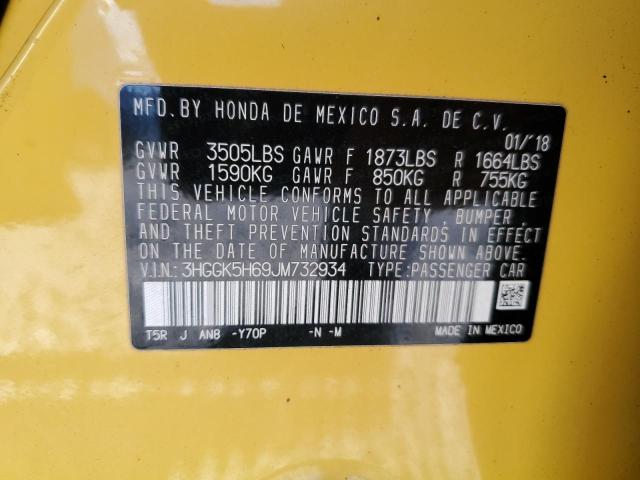 MFD. BY HONDA DE MEXICO S.A. DE C.V.
01/'18
GVWR 3505LBS GAWR F 1873LBS R 1664LBS
GVWR 1590KG GAWR F 850KG R 755KG
THIS VEHICLE CONFORMS TO ALL APPLICABLE
FEDERAL MOTOR VEHICLE SAFETY, BUMPER,
AND THEFT PREVENTION STANDARDS IN EFFECT
ON THE DATE OF MANUFACTURE SHOWN ABOVE.
V.I.N.: 3HGGK5H69JM732934 TYPE: PASSENGER CAR
T5R J AN8 -Y70P -N -M MADE IN MEXICO